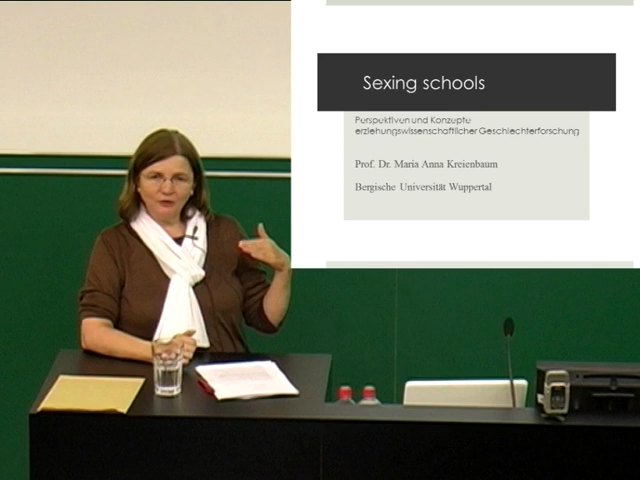 Sexing schools
Perspektiven und Konzepte
erziehungswissenschaftlicher Geschlechterforschung
Prof. Dr. Maria Anna Kreienbaum
Bergische Universität Wuppertal